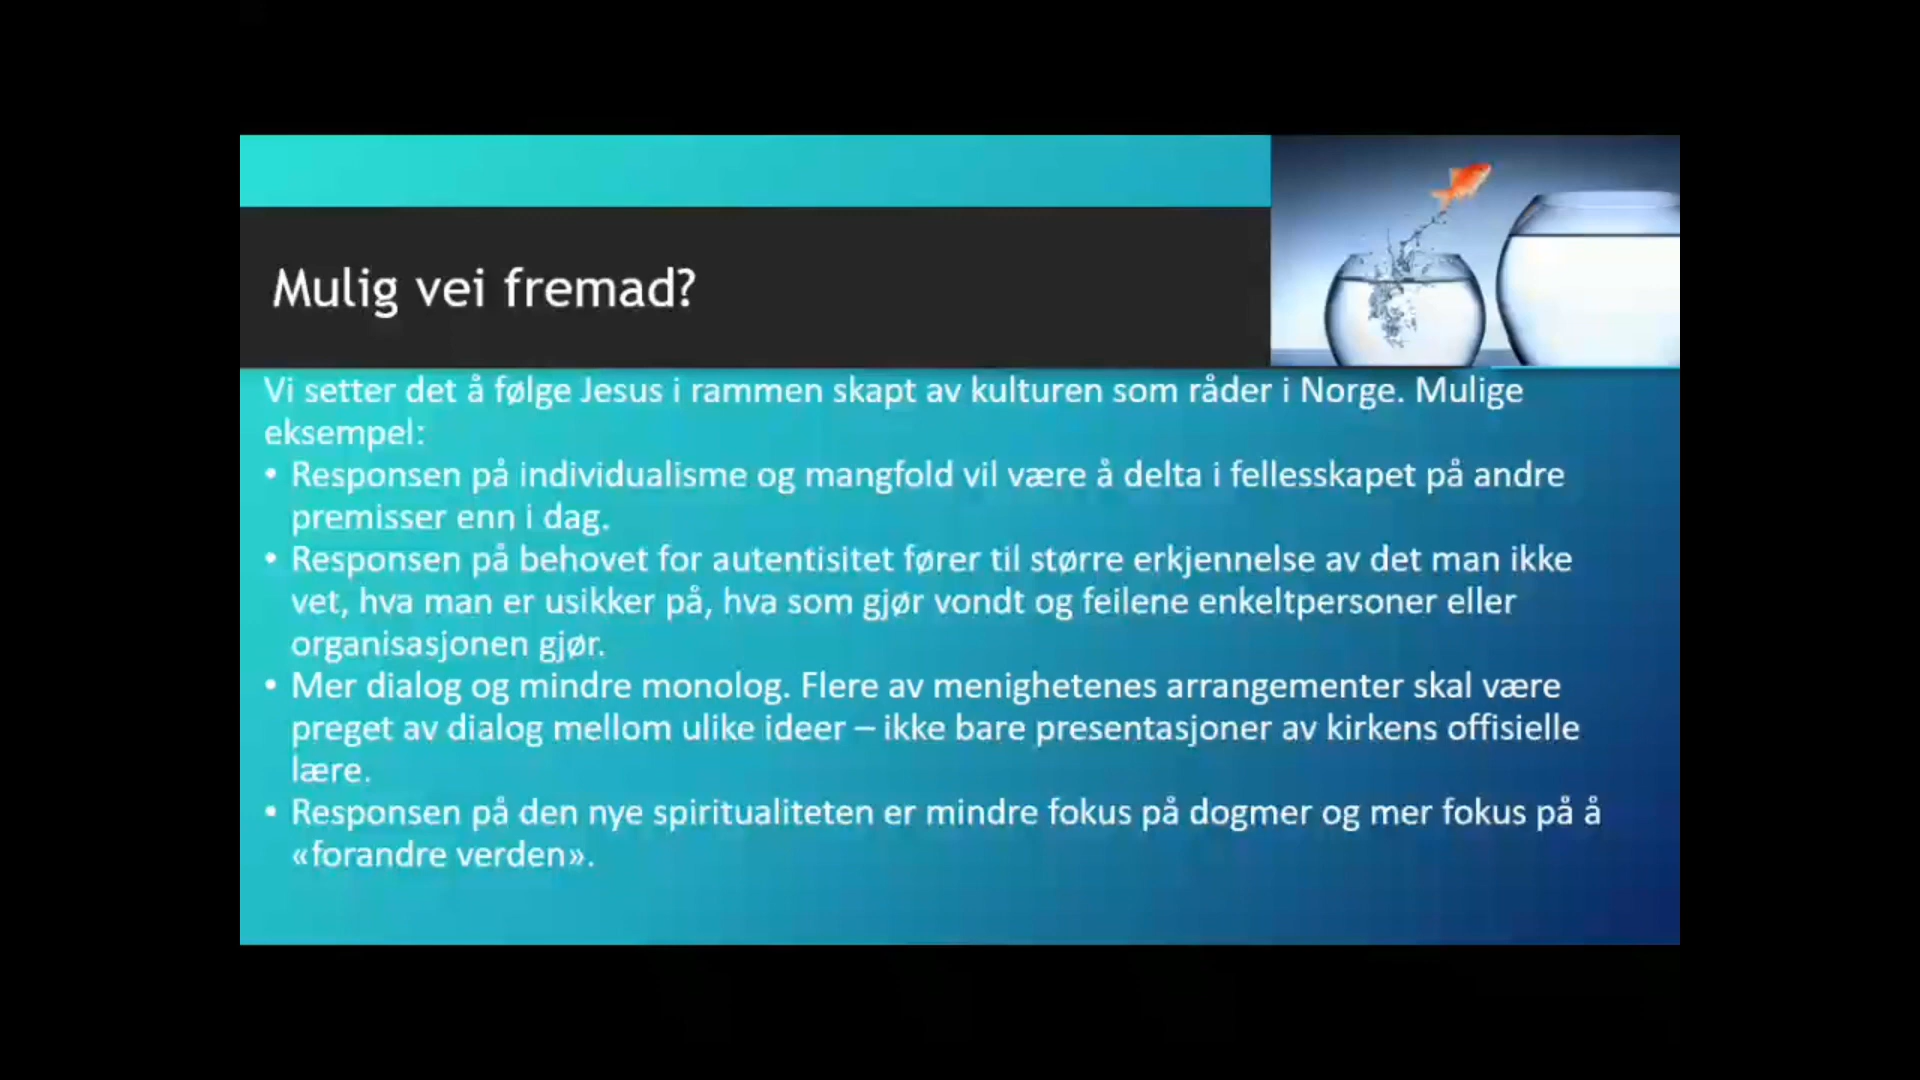 Mulig vei fremad?
Vi setter det å følge Jesus i rammen skapt av kulturen som råder i Norge. Mulige
eksempel:
• Responsen på individualisme og mangfold vil være å delta i fellesskapet på andre
premisser enn i dag.
• Responsen på behovet for autentisitet fører til større erkjennelse av det man ikke
vet, hva man er usikker på, hva som gjør vondt og feilene enkeltpersoner eller
organisasjonen gjør.
• Mer dialog og mindre monolog. Flere av menighetenes arrangementer skal være
preget av dialog mellom ulike ideer – ikke bare presentasjoner av kirkens offisielle
lære.
• Responsen på den nye spiritualiteten er mindre fokus på dogmer og mer fokus på å
«forandre verden».